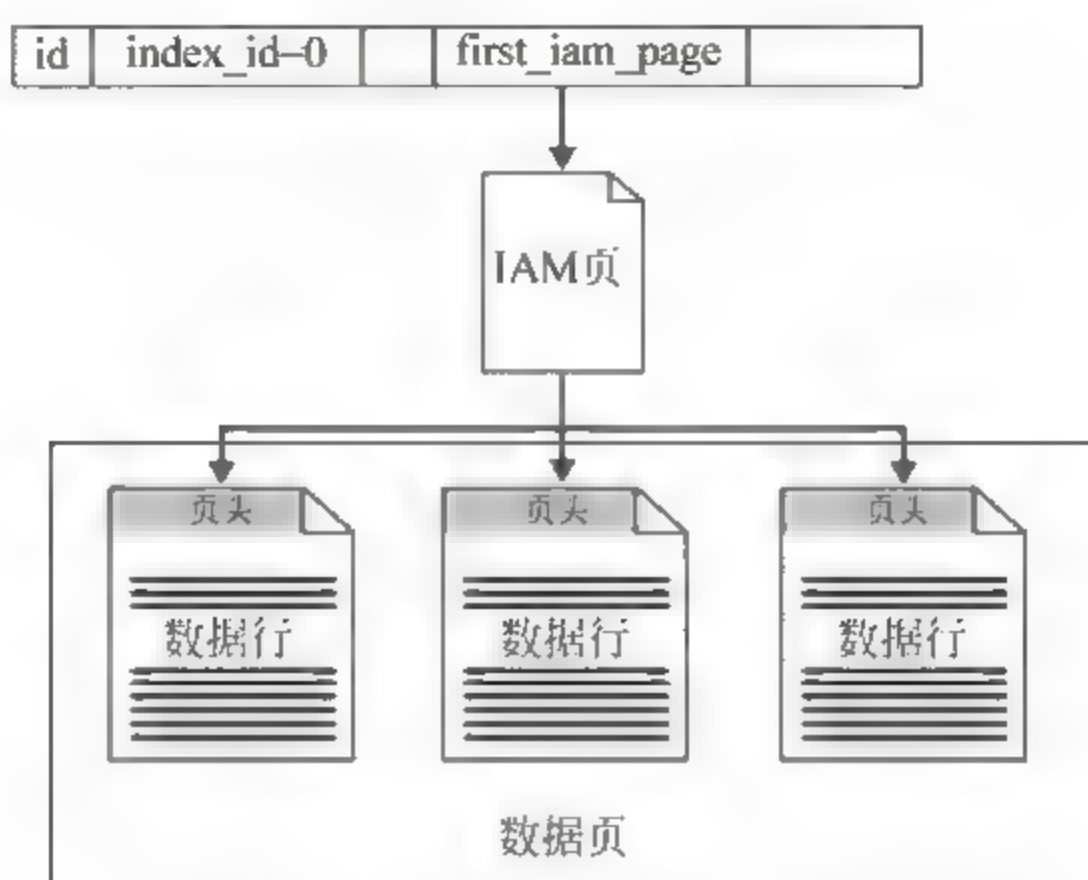 id index_id=0 first_iam_page
IAM页
页头 页头 页头
数据行 数据行 数据行
数据页